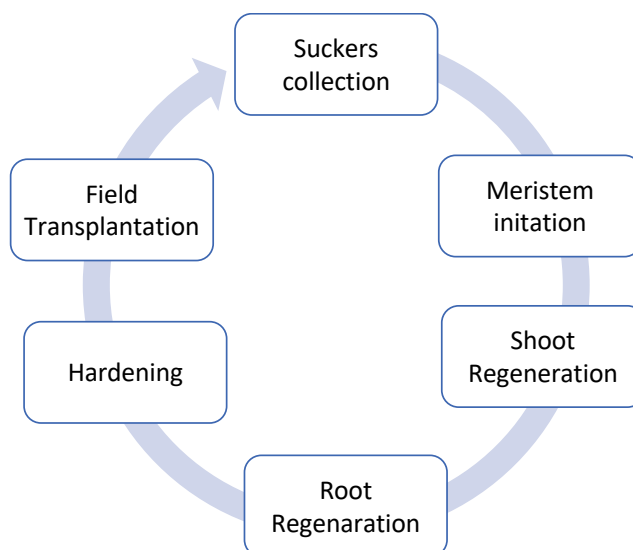 Suckers
collection
Meristem
initation
Shoot
Regeneration
Root
Regenaration
Hardening
Field
Transplantation